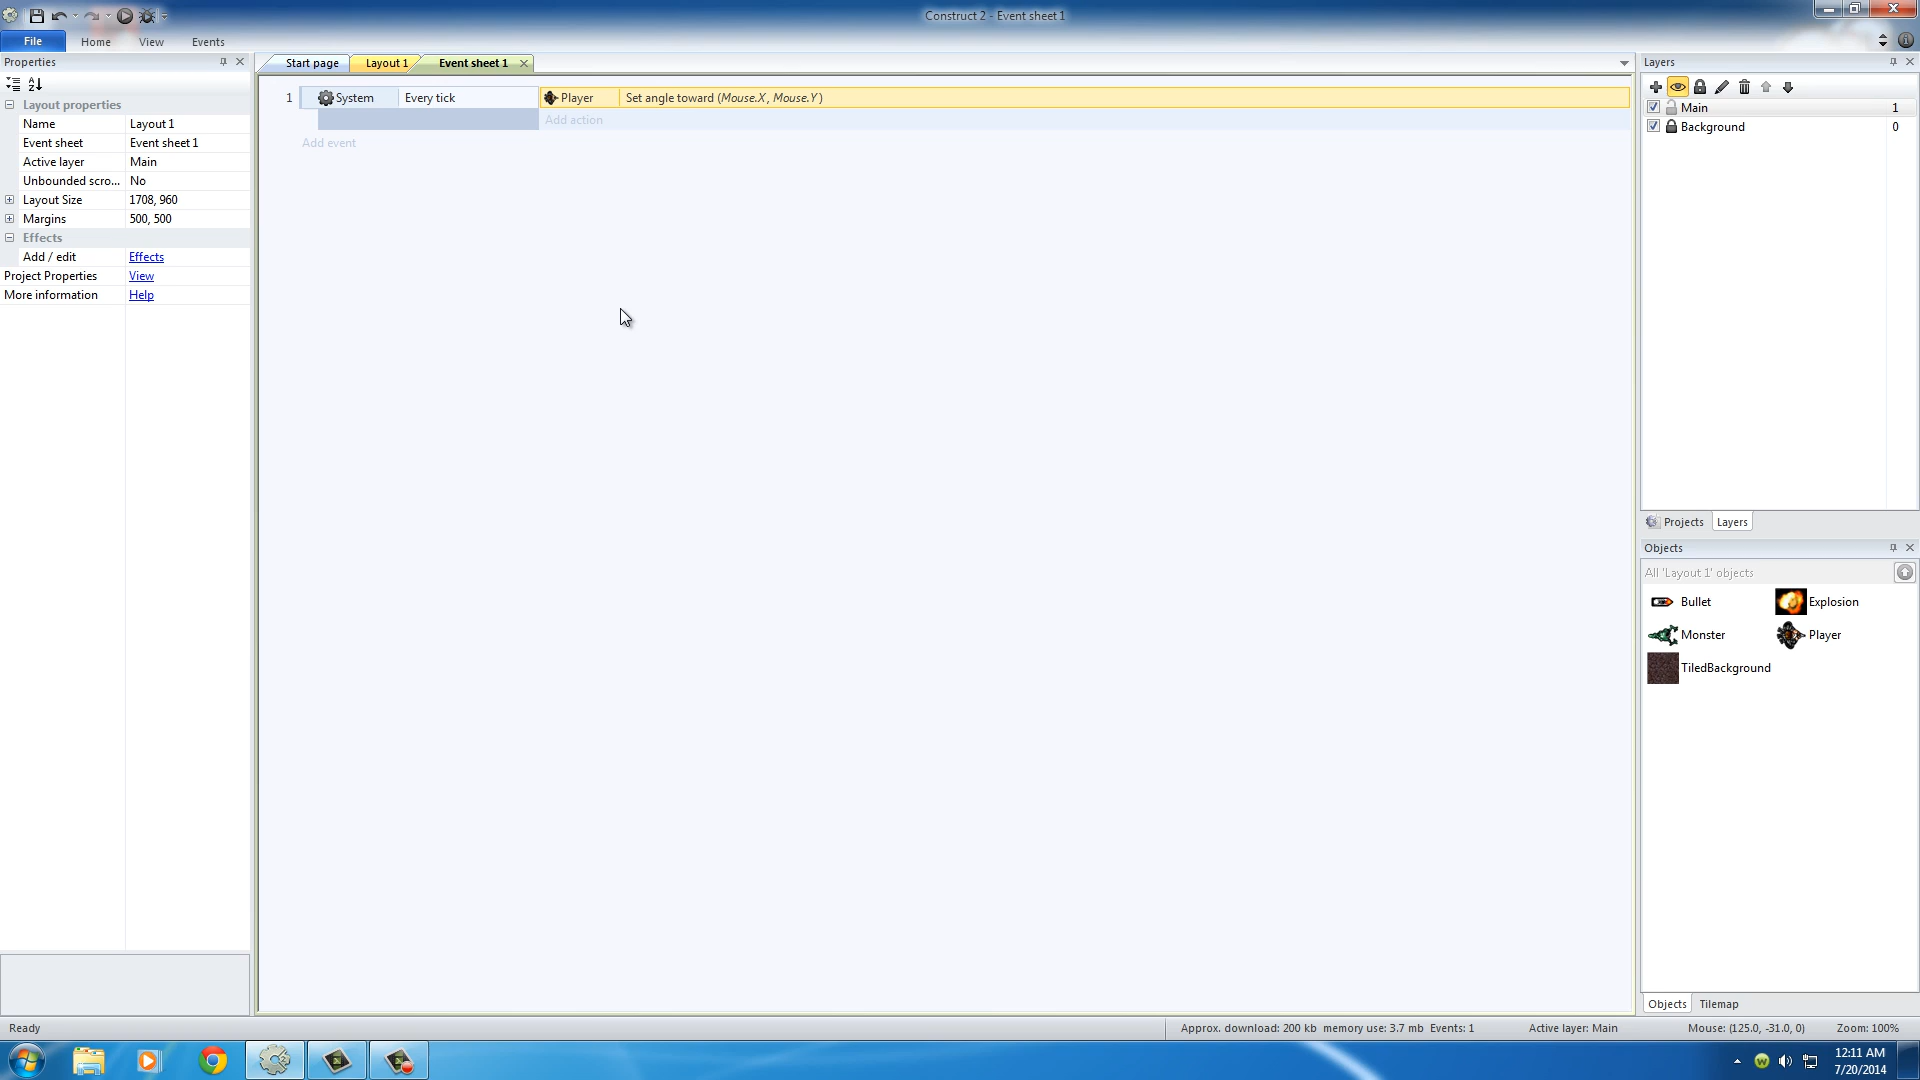 Construct 2 - Event sheet 1
File Home View Events
Properties
Layout properties
Name Layout 1
Event sheet Event sheet 1
Active layer Main
Unbounded scro... No
Layout Size 1708, 960
Margins 500, 500
Effects
Add / edit Effects
Project Properties View
More information Help
Start page Layout 1 Event sheet 1
1 System Every tick Player Set angle toward (Mouse.X, Mouse.Y)
Add action
Add event
Layers
Main 1
Background 0
Projects Layers
Objects
All 'Layout 1' objects
Bullet Explosion
Monster Player
TiledBackground
Objects Tilemap
Ready Approx. download: 200 kb memory use: 3.7 mb Events: 1 Active layer: Main Mouse: (125.0, -31.0, 0) Zoom: 100%
12:11 AM
7/20/2014